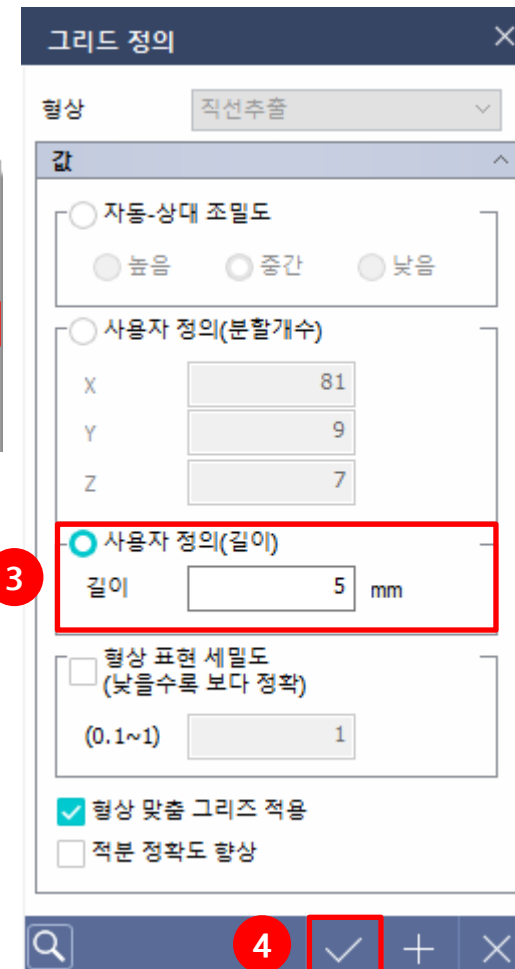 그리드 정의
형상 직선추출
값
자동-상대 조밀도
높음 중간 낮음
사용자 정의(분할개수)
X 81
Y 9
Z 7
사용자 정의(길이)
3
길이 5 mm
형상 표현 세밀도
(낮을수록 보다 정확)
(0.1~1) 1
형상 맞춤 그리즈 적용
적분 정확도 향상
4